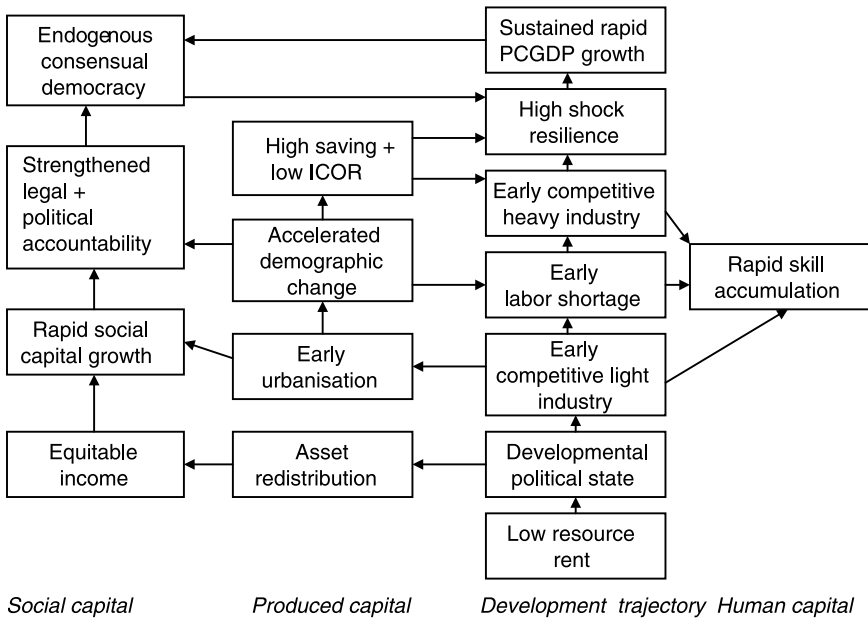 Endogenous
consensual
democracy
Sustained rapid
PCGDP growth
High shock
resilience
High saving +
low ICOR
Strengthened
legal +
political
accountability
Early competitive
heavy industry
Accelerated
demographic
change
Early
labor shortage
Rapid skill
accumulation
Rapid social
capital growth
Early
urbanisation
Early
competitive light
industry
Equitable
income
Asset
redistribution
Developmental
political state
Low resource
rent
Social capital
Produced capital
Development trajectory
Human capital